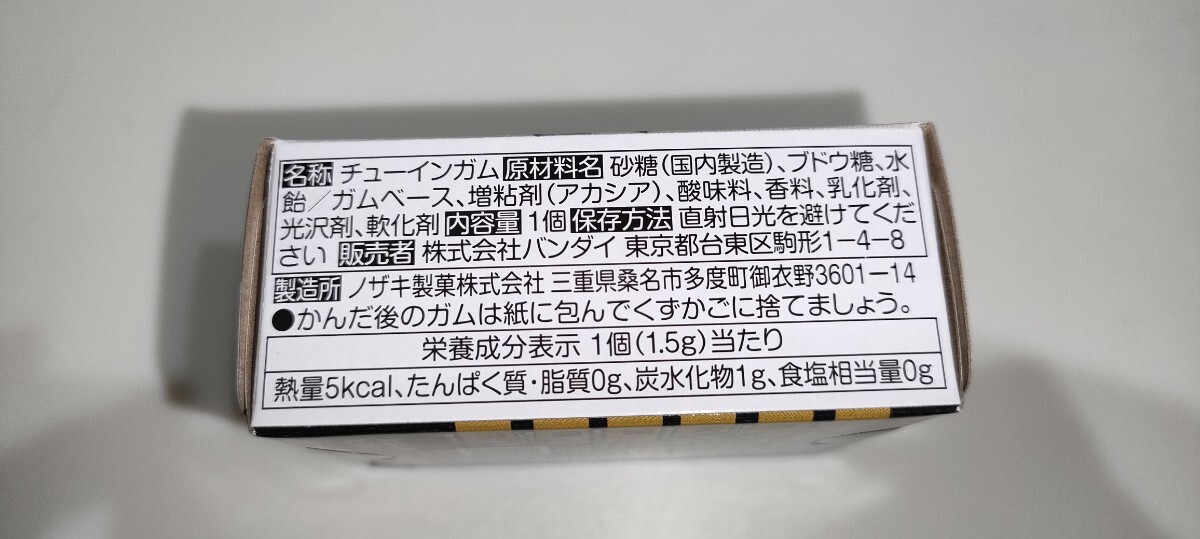 名称 チューインガム 原材料名 砂糖(国内製造)、ブドウ糖、水
飴/ガムベース、増粘剤(アカシア)、酸味料、香料、乳化剤、
光沢剤、軟化剤 内容量 1個 保存方法 直射日光を避けてくだ
さい 販売者 株式会社バンダイ 東京都台東区駒形1-4-8
製造所 ノザキ製菓株式会社 三重県桑名市多度町御衣野3601-14
●かんだ後のガムは紙に包んでくずかごに捨てましょう。
栄養成分表示 1個(1.5g)当たり
熱量5kcal、たんぱく質・脂質0g、炭水化物1g、食塩相当量0g